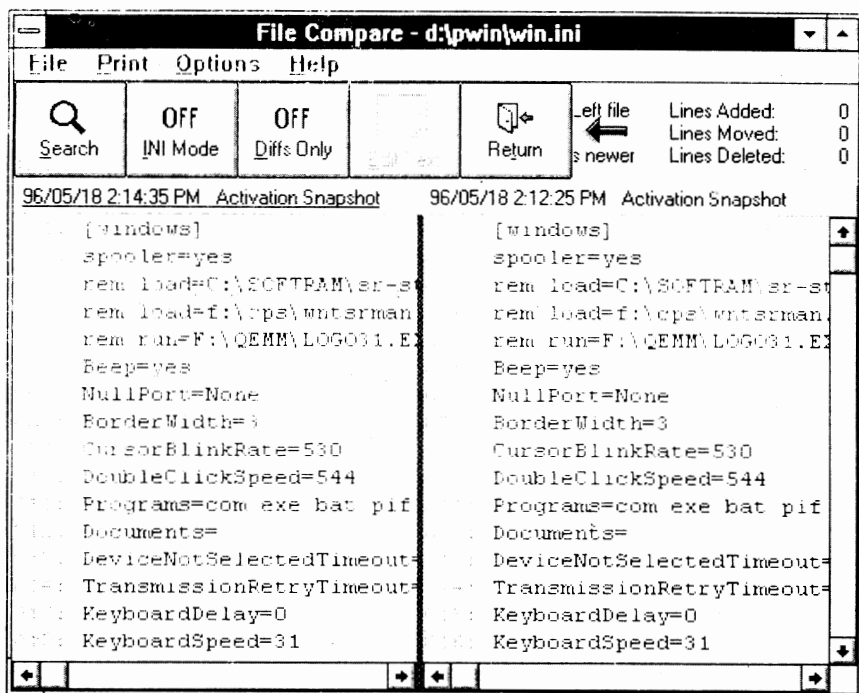 File Compare - d:\pwin\win.ini
File Print Options Help
Search
OFF
INI Mode
OFF
Diffs Only
Edit Text
Return
Left file
s newer
Lines Added: 0
Lines Moved: 0
Lines Deleted: 0
96/05/18 2:14:35 PM Activation Snapshot
96/05/18 2:12:25 PM Activation Snapshot
[windows]
spooler=yes
rem load=C:\SOFTRAM\sr-st
rem load=f:\cps\wntsrman
rem run=F:\QEMM\LOGO31.EX
Beep=yes
NullPort=None
BorderWidth=3
CursorBlinkRate=530
DoubleClickSpeed=544
Programs=com exe bat pif
Documents=
DeviceNotSelectedTimeout=
TransmissionRetryTimeout=
KeyboardDelay=0
KeyboardSpeed=31
[windows]
spooler=yes
rem load=C:\SOFTRAM\sr-st
rem load=f:\cps\wntsrman.
rem run=F:\QEMM\LOGO31.EX
Beep=yes
NullPort=None
BorderWidth=3
CursorBlinkRate=530
DoubleClickSpeed=544
Programs=com exe bat pif
Documents=
DeviceNotSelectedTimeout=
TransmissionRetryTimeout=
KeyboardDelay=0
KeyboardSpeed=31